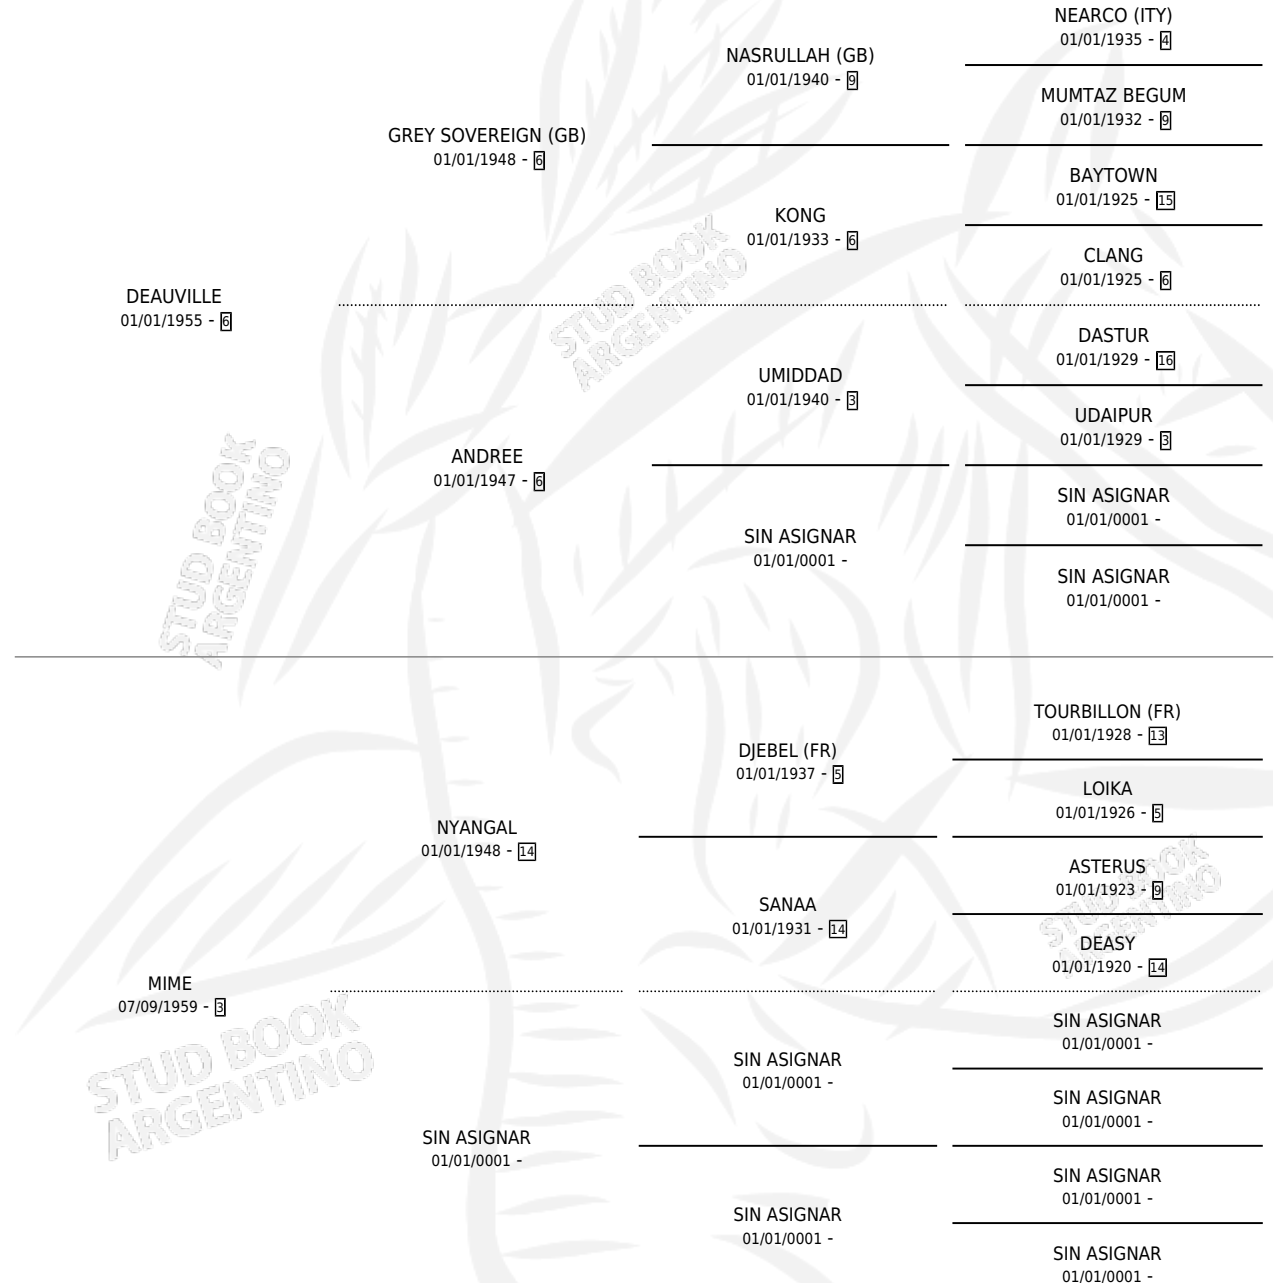 NEARCO (ITY)
01/01/1935 - 4
NASRULLAH (GB)
01/01/1940 - 9
MUMTAZ BEGUM
01/01/1932 - 9
GREY SOVEREIGN (GB)
01/01/1948 - 6
BAYTOWN
01/01/1925 - 15
KONG
01/01/1933 - 6
CLANG
01/01/1925 - 6
DEAUVILLE
01/01/1955 - 6
DASTUR
01/01/1929 - 16
UMIDDAD
01/01/1940 - 3
UDAIPUR
01/01/1929 - 3
ANDREE
01/01/1947 - 6
SIN ASIGNAR
01/01/0001 -
SIN ASIGNAR
01/01/0001 -
SIN ASIGNAR
01/01/0001 -
STUD BOOK
ARGENTINO
STUD BOOK
ARGENTINO
TOURBILLON (FR)
01/01/1928 - 13
DJEBEL (FR)
01/01/1937 - 5
LOIKA
01/01/1926 - 5
NYANGAL
01/01/1948 - 14
ASTERUS
01/01/1923 - 9
SANAA
01/01/1931 - 14
DEASY
01/01/1920 - 14
STUD BOOK
ARGENTINO
MIME
07/09/1959 - 3
SIN ASIGNAR
01/01/0001 -
SIN ASIGNAR
01/01/0001 -
SIN ASIGNAR
01/01/0001 -
STUD BOOK
ARGENTINO
SIN ASIGNAR
01/01/0001 -
SIN ASIGNAR
01/01/0001 -
SIN ASIGNAR
01/01/0001 -
SIN ASIGNAR
01/01/0001 -